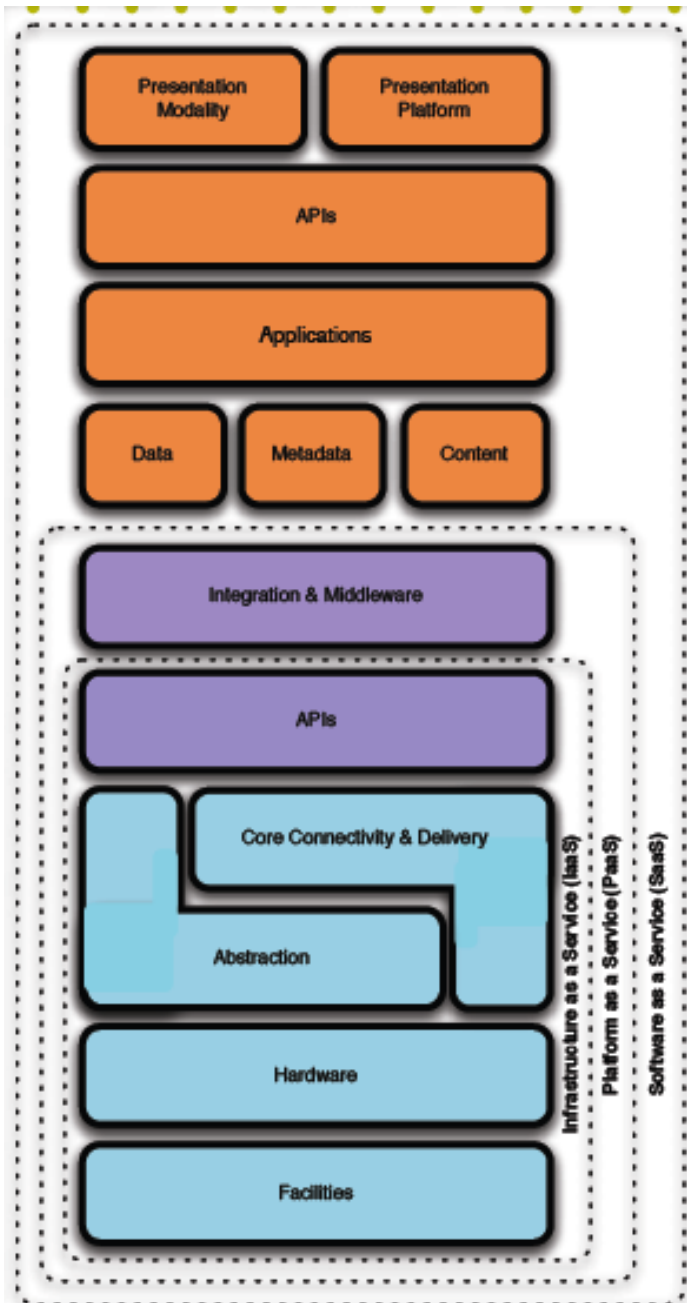 Presentation
Modality
Presentation
Platform
APIs
Applications
Data
Metadata
Content
Integration & Middleware
APIs
Core Connectivity & Delivery
Abstraction
Hardware
Facilities
Infrastructure as a Service (IaaS)
Platform as a Service (PaaS)
Software as a Service (SaaS)